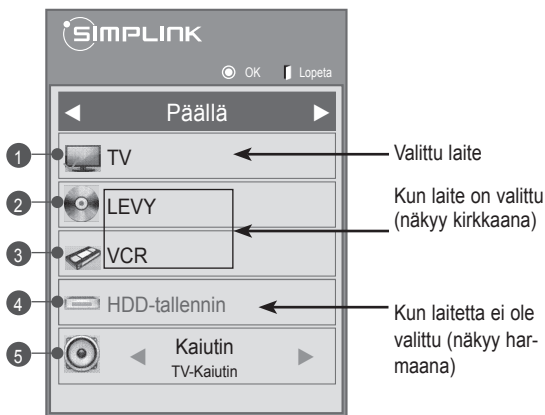 SIMPLINK
OK Lopeta
Päällä
1 TV
Valittu laite
2 LEVY
Kun laite on valittu
(näkyy kirkkaana)
3 VCR
4 HDD-tallennin
Kun laitetta ei ole
valittu (näkyy har-
maana)
5 Kaiutin
TV-Kaiutin